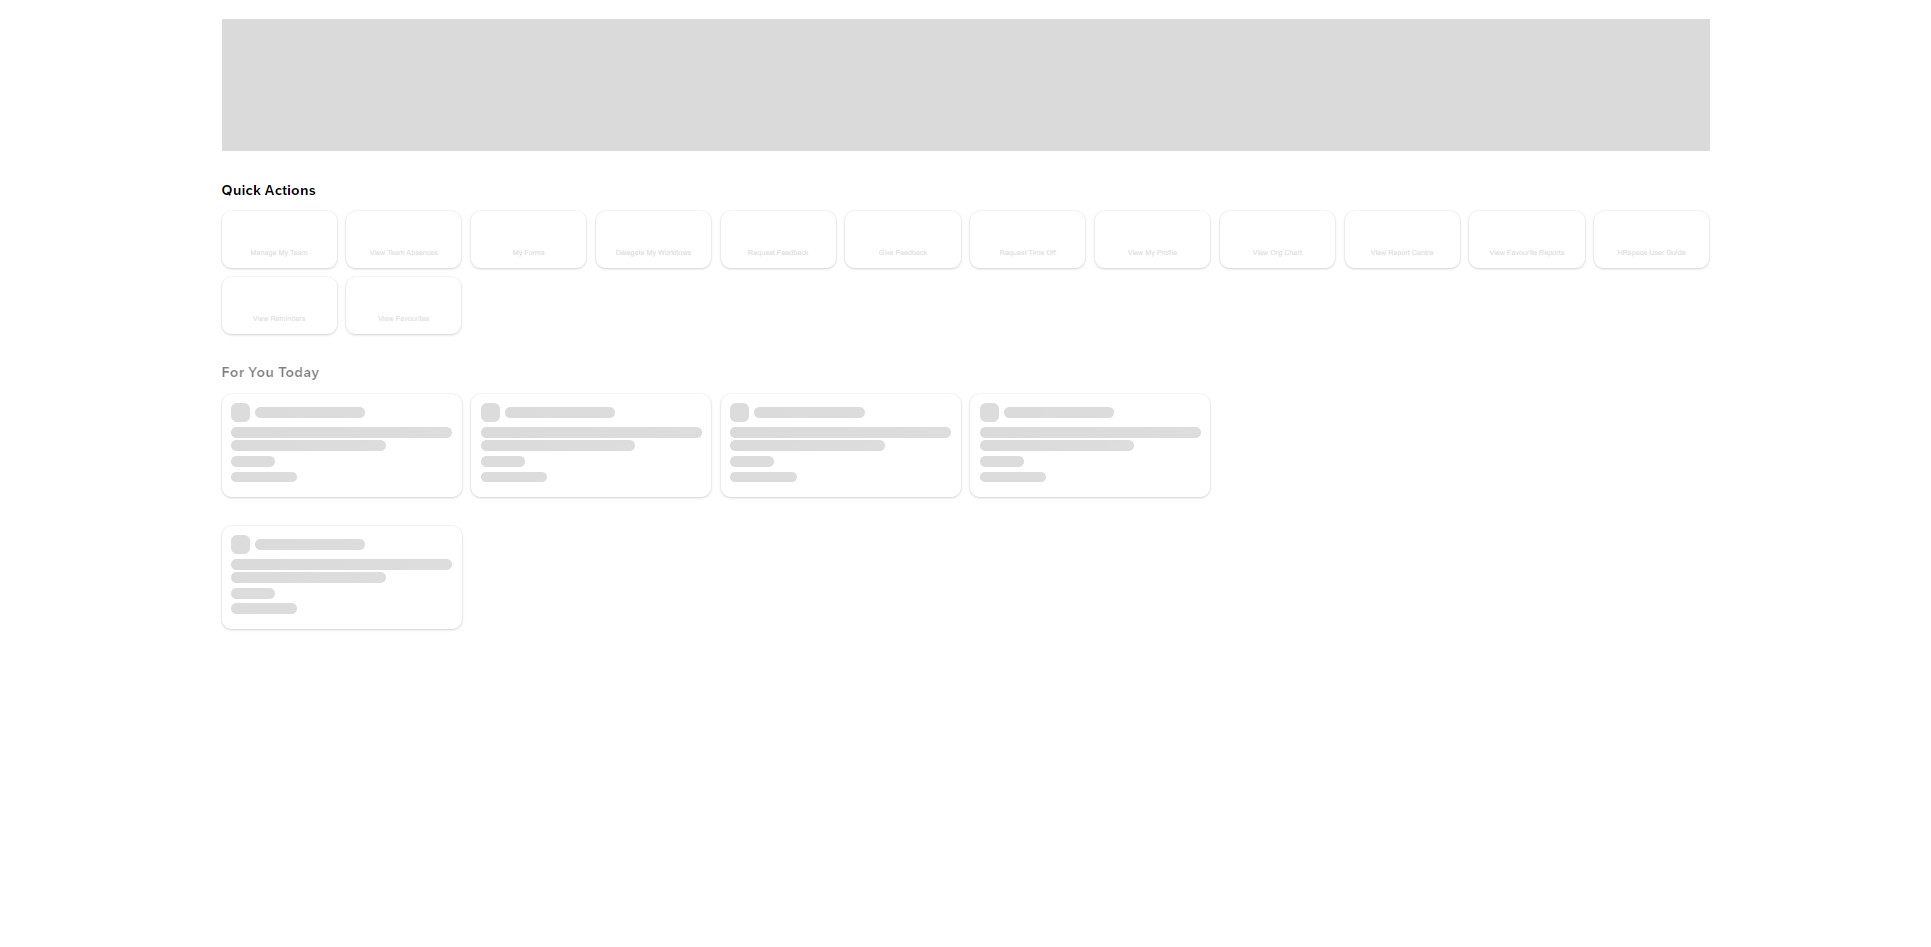 Quick Actions
Manage My Team
View Team Absences
My Forms
Delegate My Workflows
Request Feedback
Give Feedback
Request Time Off
View My Profile
View Org Chart
View Report Centre
View Favourite Reports
HRspace User Guide
View Reminders
View Favourites
For You Today